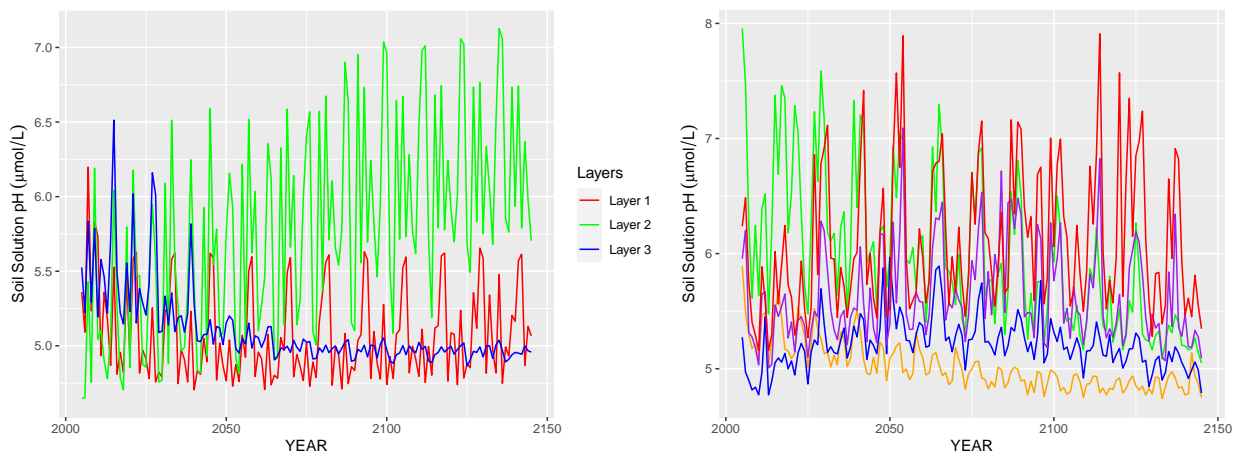 Soil Solution pH (μmol/L)
7.0
6.5
6.0
5.5
5.0
2000
2050
2100
2150
YEAR
Layers
Layer 1
Layer 2
Layer 3
Soil Solution pH (μmol/L)
8
7
6
5
2000
2050
2100
2150
YEAR